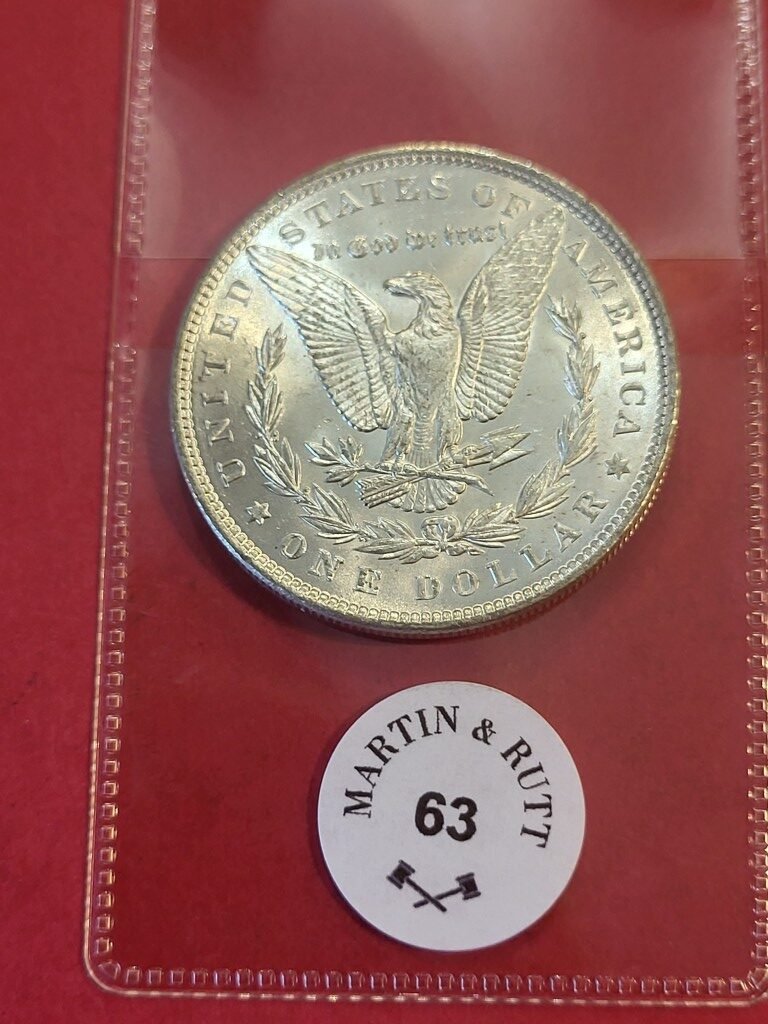 UNITED STATES OF AMERICA
In God we trust
ONE DOLLAR
MARTIN & RUTT
63